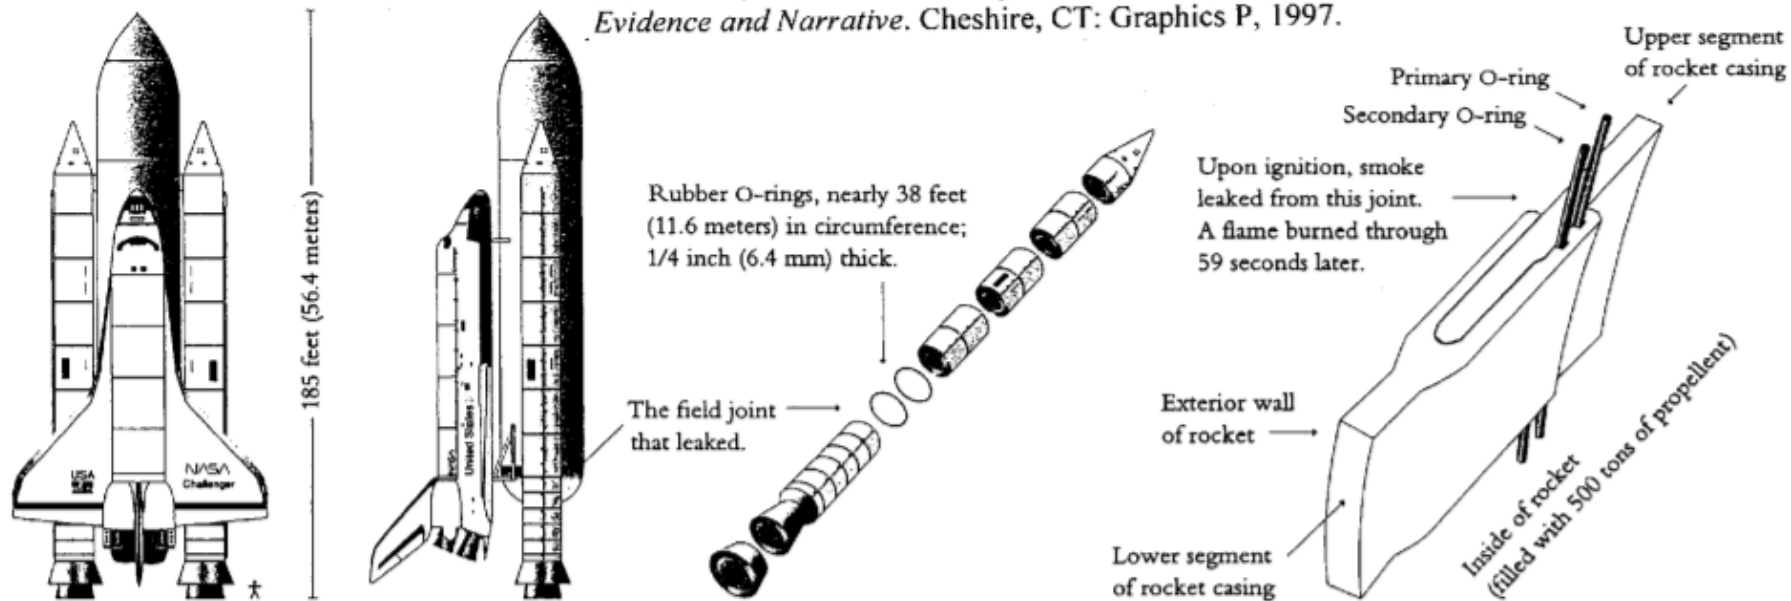 Evidence and Narrative. Cheshire, CT: Graphics P, 1997.
185 feet (56.4 meters)
USA
NASA
Challenger
United States
Rubber O-rings, nearly 38 feet
(11.6 meters) in circumference;
1/4 inch (6.4 mm) thick.
The field joint
that leaked.
Upper segment
of rocket casing
Primary O-ring
Secondary O-ring
Upon ignition, smoke
leaked from this joint.
A flame burned through
59 seconds later.
Exterior wall
of rocket
Lower segment
of rocket casing
Inside of rocket
(filled with 500 tons of propellent)